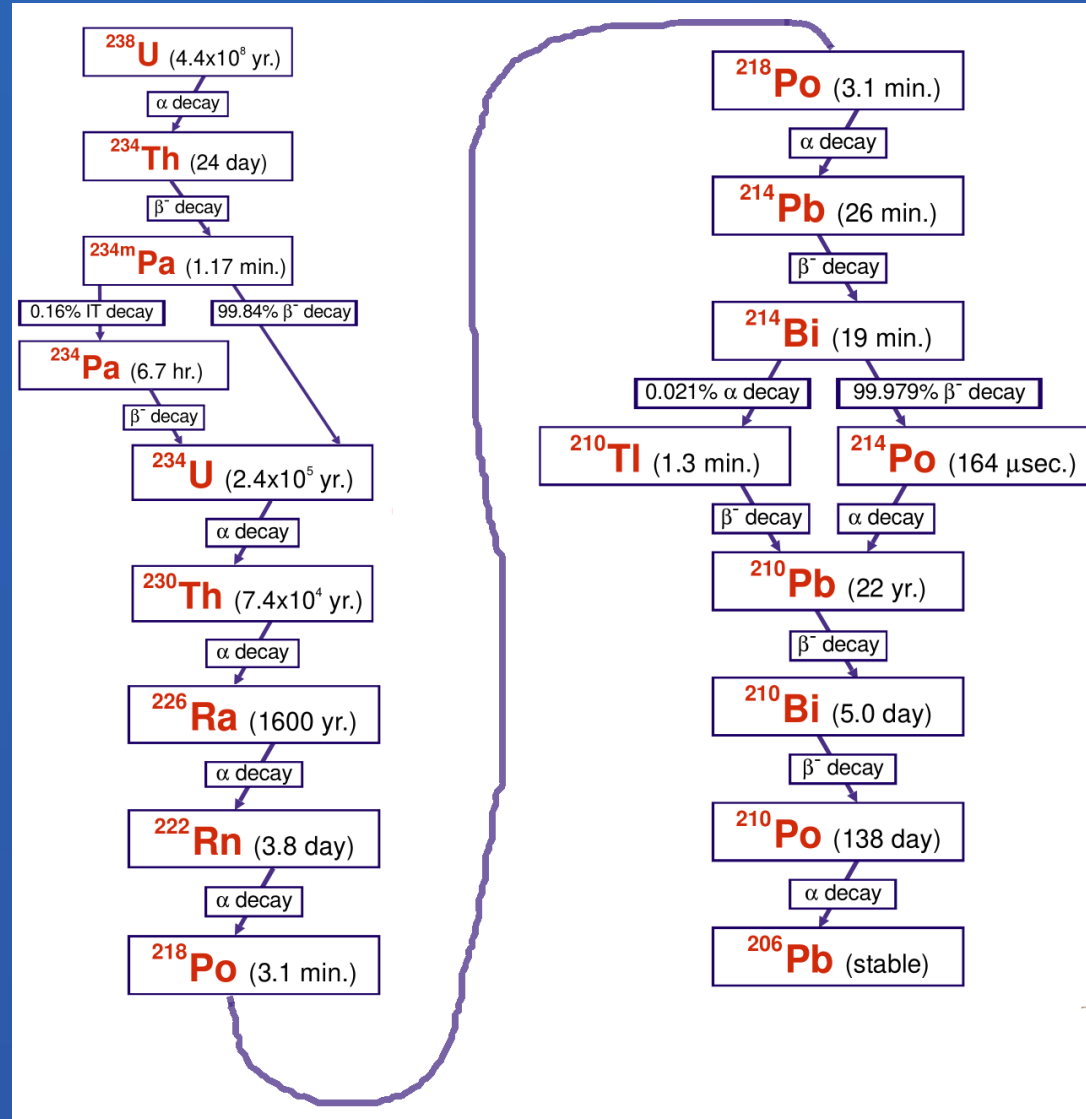 ²³⁸U (4.4x10⁸ yr.)
α decay
²³⁴Th (24 day)
β⁻ decay
²³⁴ᵐPa (1.17 min.)
0.16% IT decay
99.84% β⁻ decay
²³⁴Pa (6.7 hr.)
β⁻ decay
²³⁴U (2.4x10⁵ yr.)
α decay
²³⁰Th (7.4x10⁴ yr.)
α decay
²²⁶Ra (1600 yr.)
α decay
²²²Rn (3.8 day)
α decay
²¹⁸Po (3.1 min.)
²¹⁸Po (3.1 min.)
α decay
²¹⁴Pb (26 min.)
β⁻ decay
²¹⁴Bi (19 min.)
0.021% α decay
99.979% β⁻ decay
²¹⁰Tl (1.3 min.)
²¹⁴Po (164 μsec.)
β⁻ decay
α decay
²¹⁰Pb (22 yr.)
β⁻ decay
²¹⁰Bi (5.0 day)
β⁻ decay
²¹⁰Po (138 day)
α decay
²⁰⁶Pb (stable)